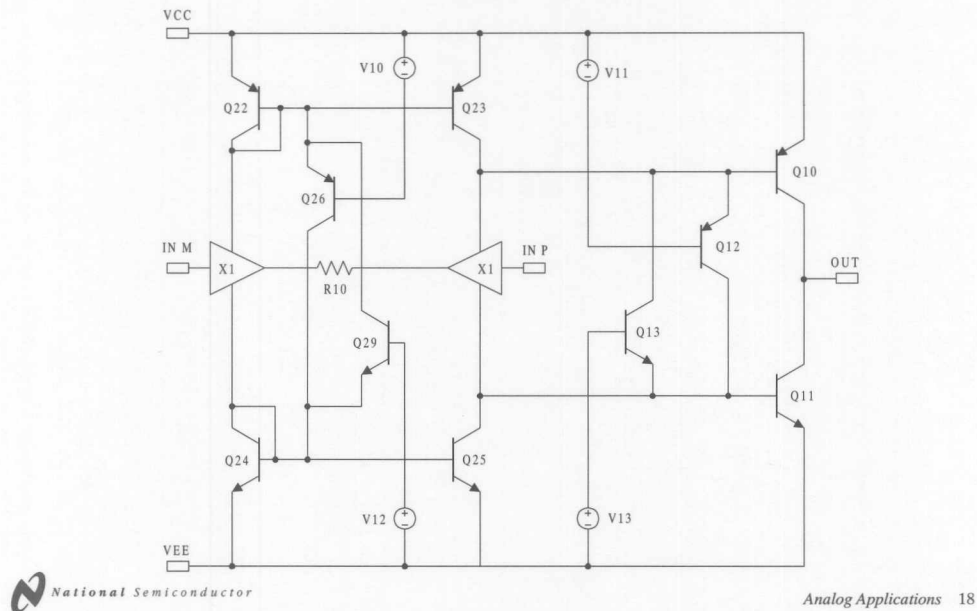 VCC
V10
V11
Q22
Q23
Q10
Q26
Q12
IN M
X1
R10
X1
IN P
OUT
Q13
Q29
Q11
Q24
Q25
V12
V13
VEE
National Semiconductor
Analog Applications 18